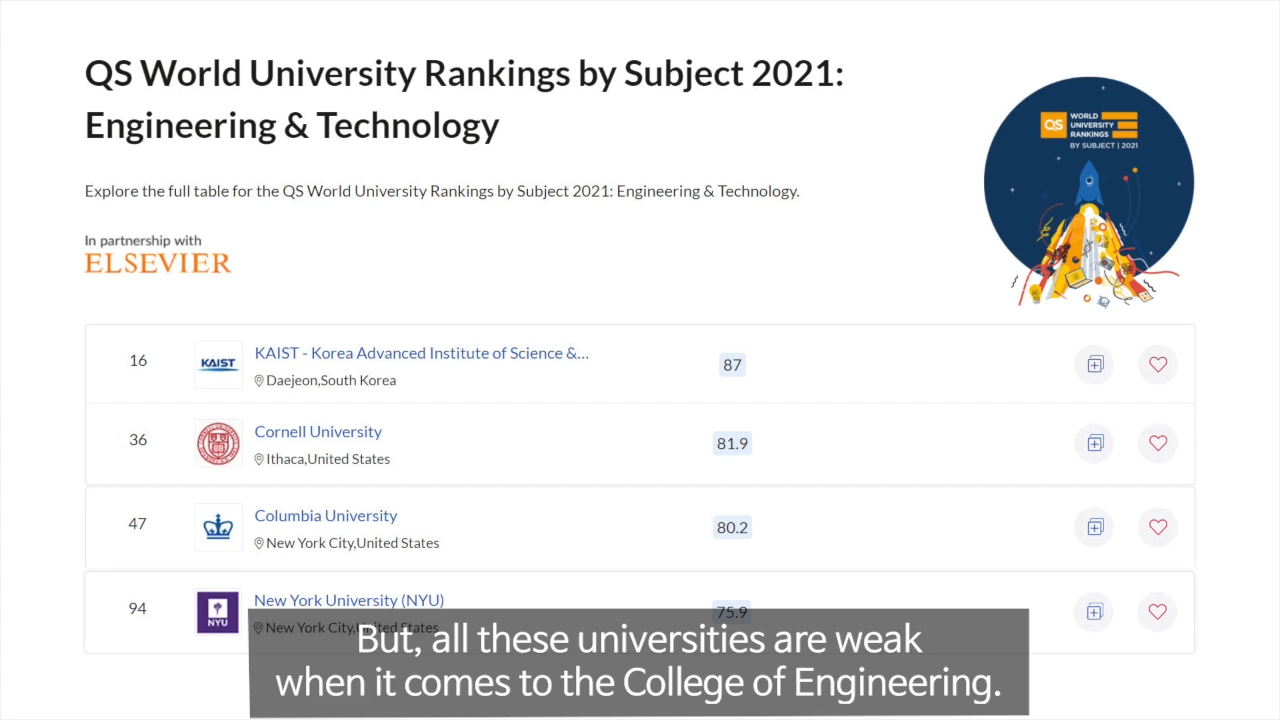 QS World University Rankings by Subject 2021:
Engineering & Technology
QS WORLD
UNIVERSITY
RANKINGS
BY SUBJECT | 2021
Explore the full table for the QS World University Rankings by Subject 2021: Engineering & Technology.
In partnership with
ELSEVIER
16 KAIST KAIST - Korea Advanced Institute of Science &... 87
Daejeon,South Korea
36 Cornell University 81.9
Ithaca,United States
47 Columbia University 80.2
New York City,United States
94 NYU New York University (NYU) 75.9
New York City,United States
But, all these universities are weak
when it comes to the College of Engineering.